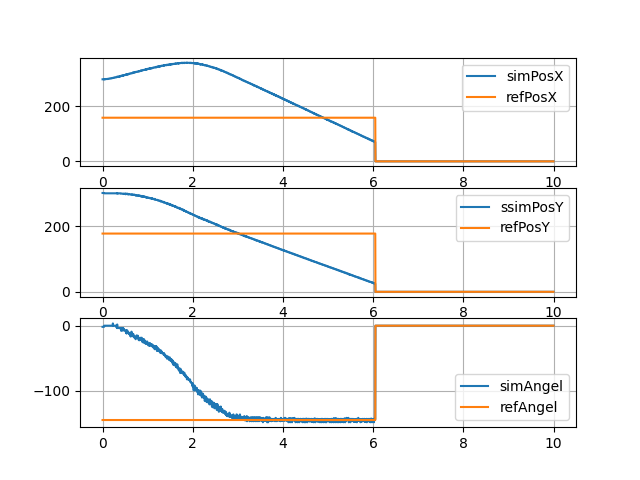 200
0
simPosX
refPosX
0 2 4 6 8 10
200
0
ssimPosY
refPosY
0 2 4 6 8 10
0
−100
simAngel
refAngel
0 2 4 6 8 10